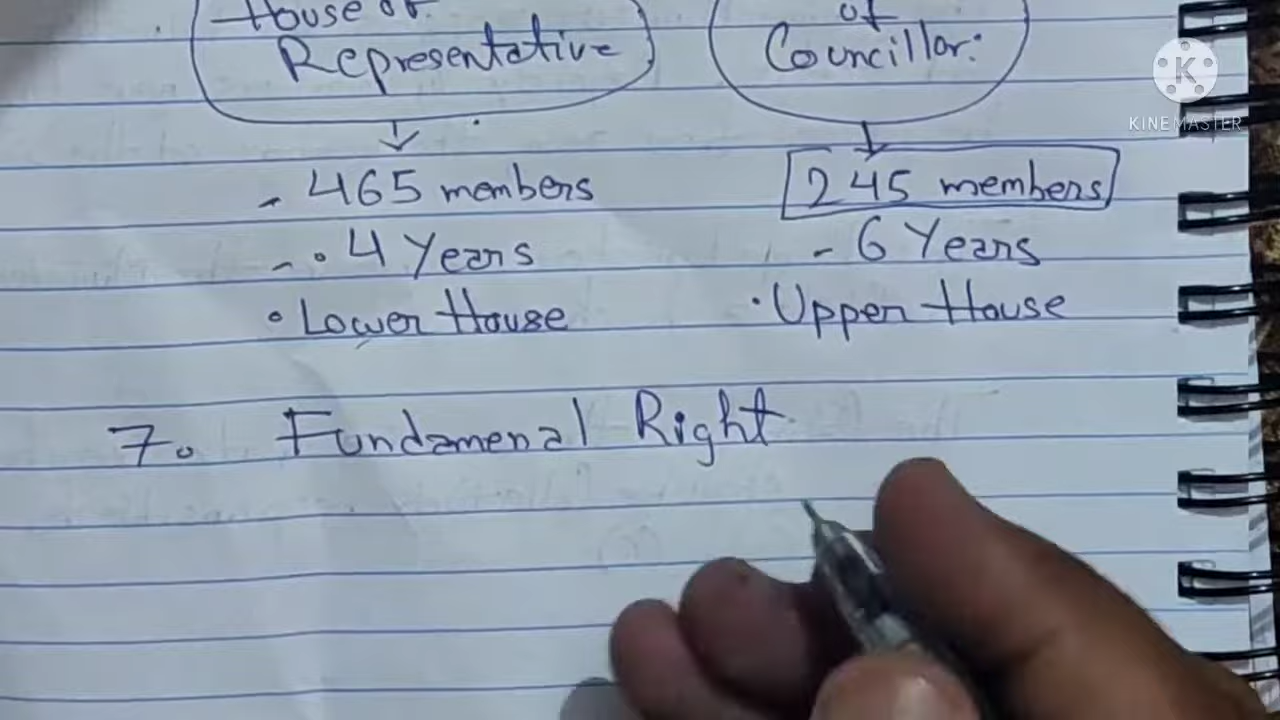 House of
of
Representative
Councillor:
K
KINEMASTER
- 465 members
245 members
- • 4 Years
- 6 Years
• Lower House
• Upper House
7. Fundamenal Right